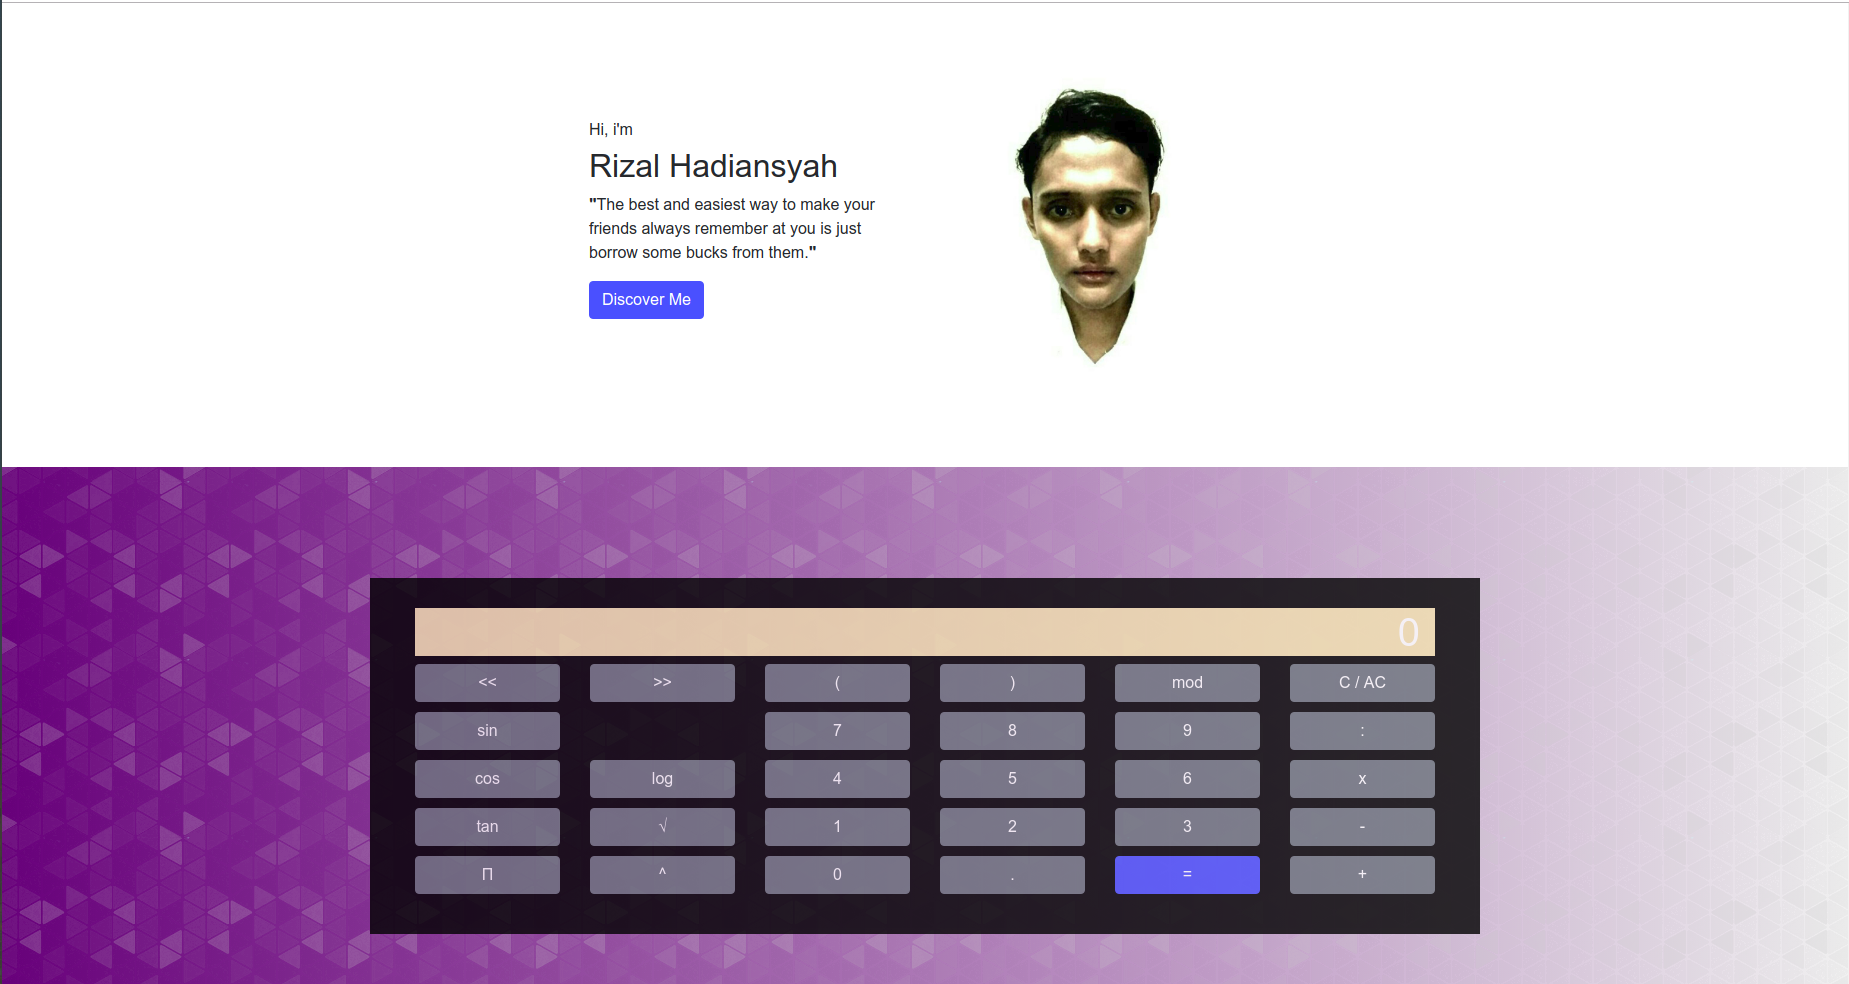 Hi, i'm
Rizal Hadiansyah
"The best and easiest way to make your
friends always remember at you is just
borrow some bucks from them."
Discover Me
0
<< >> ( ) mod C / AC
sin 7 8 9 :
cos log 4 5 6 x
tan √ 1 2 3 -
Π ^ 0 . = +